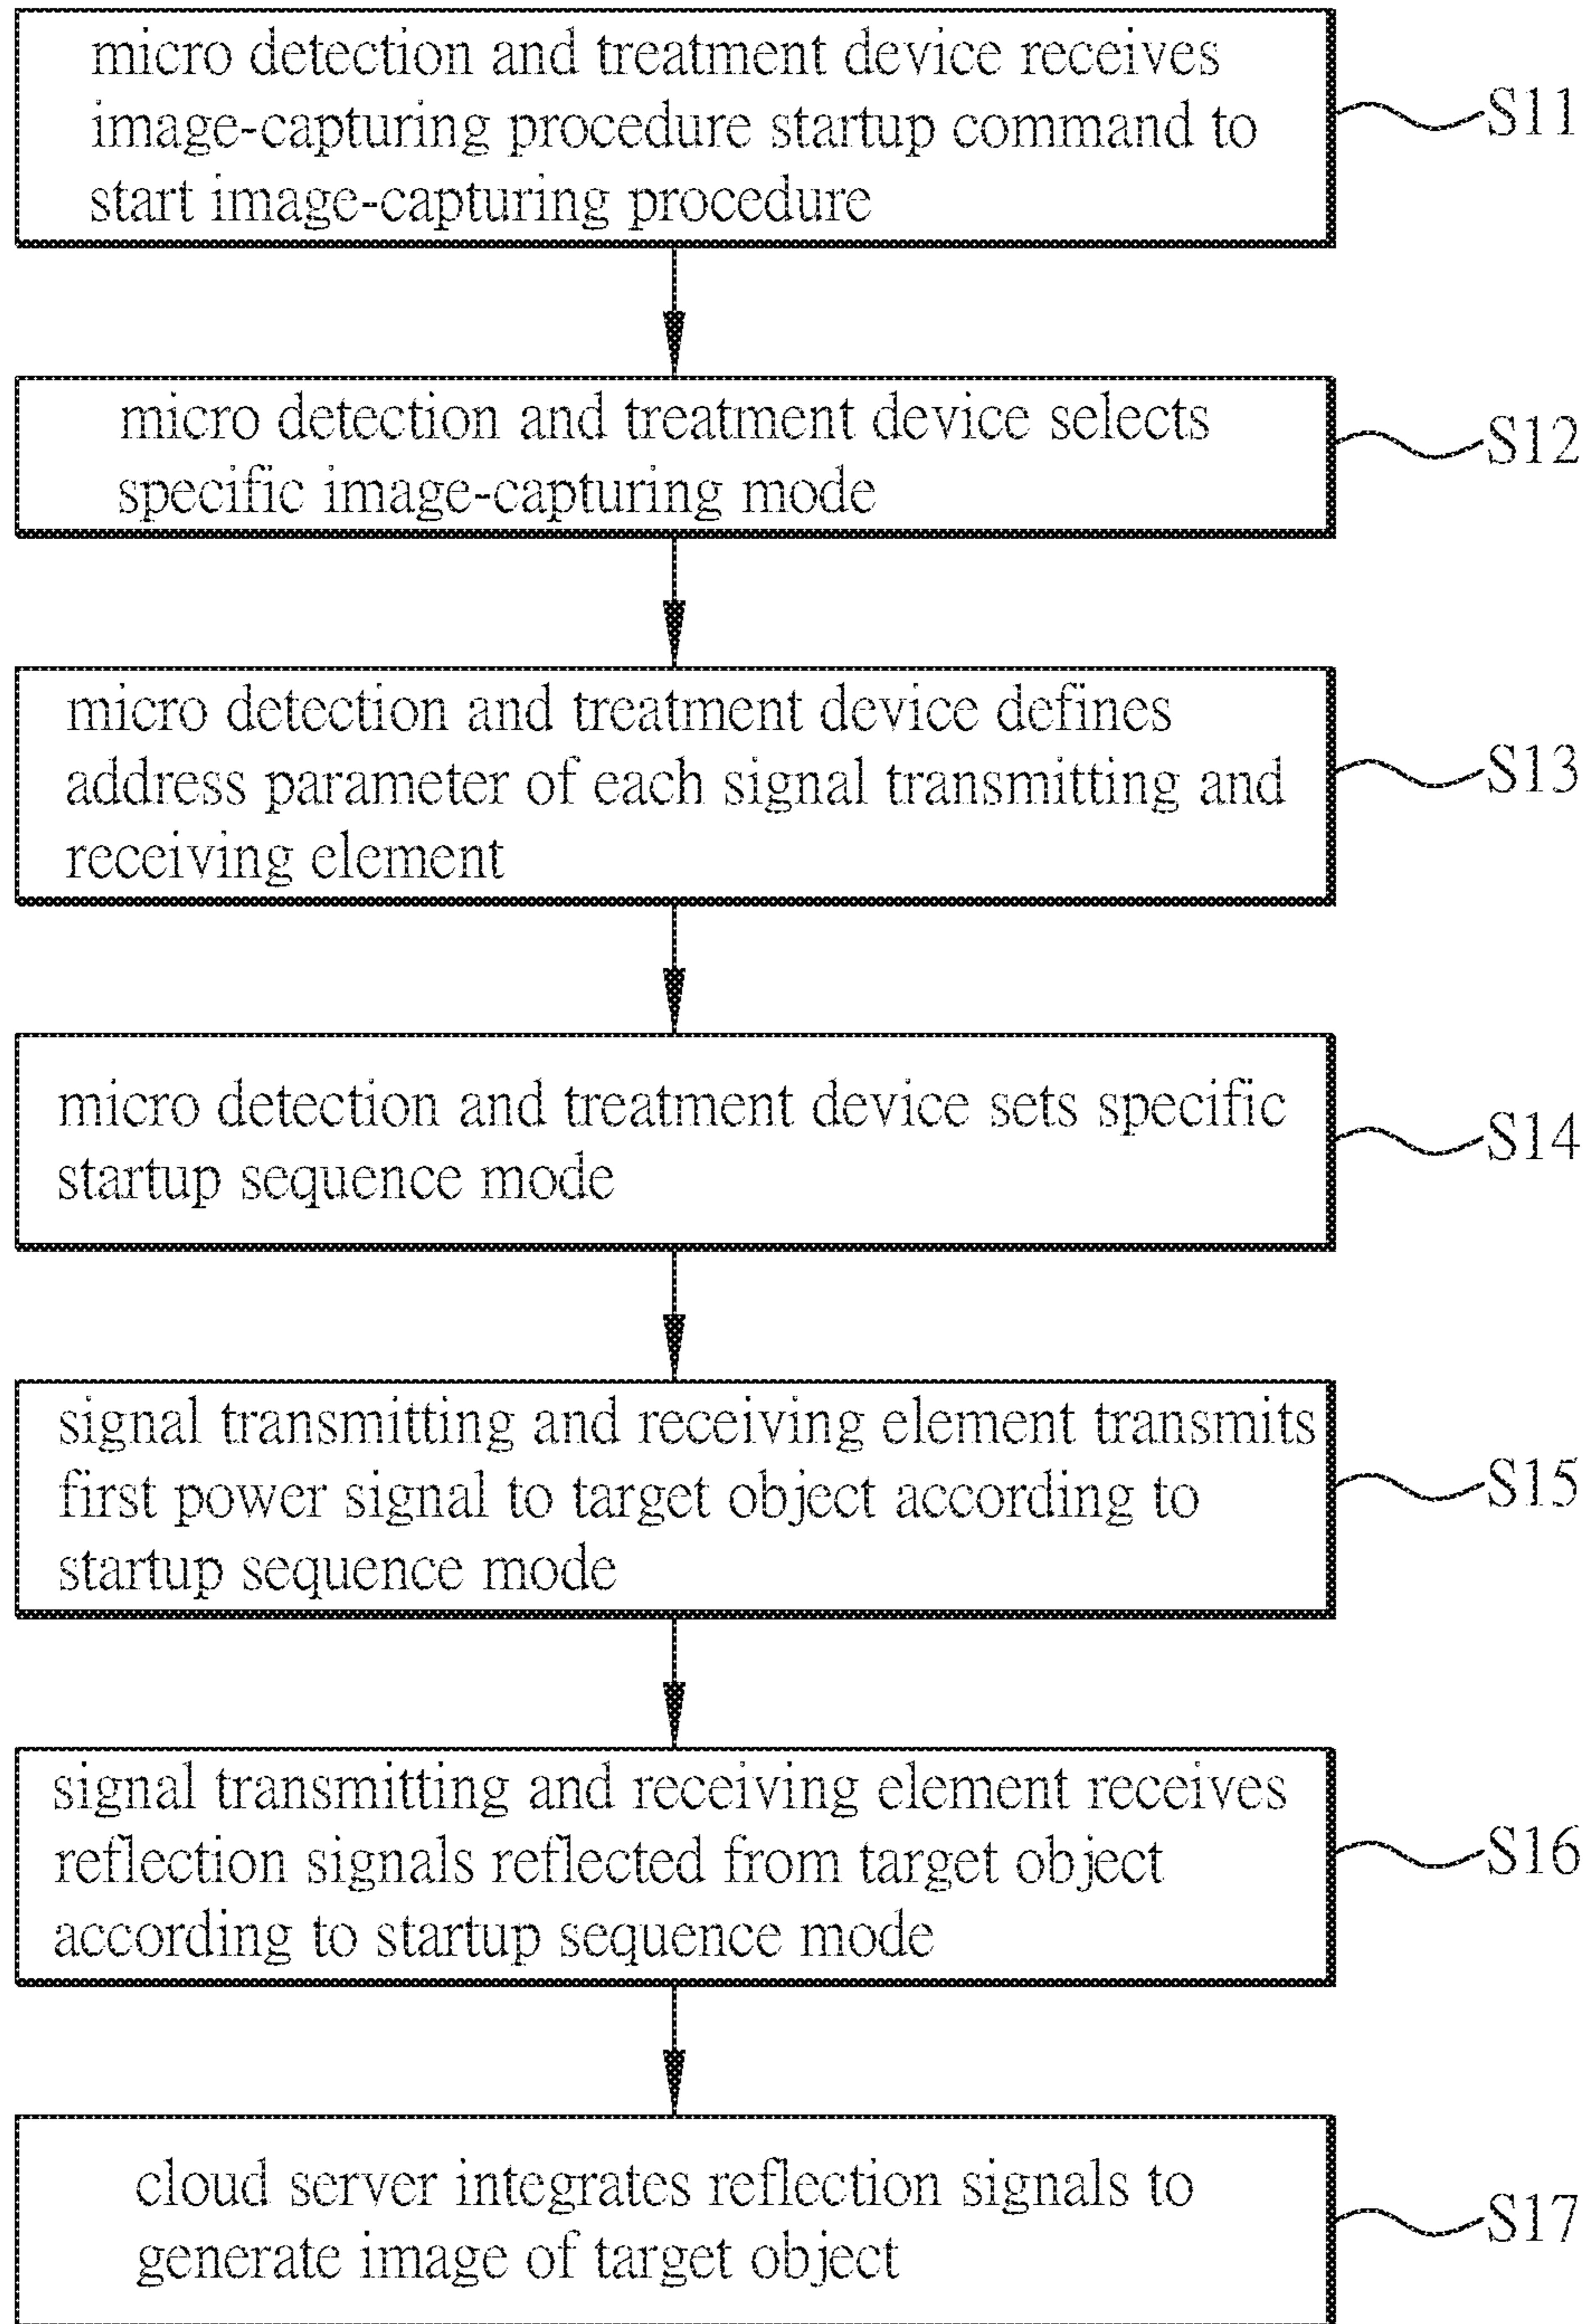 micro detection and treatment device receives
image-capturing procedure startup command to
start image-capturing procedure
S11
micro detection and treatment device selects
specific image-capturing mode
S12
micro detection and treatment device defines
address parameter of each signal transmitting and
receiving element
S13
micro detection and treatment device sets specific
startup sequence mode
S14
signal transmitting and receiving element transmits
first power signal to target object according to
startup sequence mode
S15
signal transmitting and receiving element receives
reflection signals reflected from target object
according to startup sequence mode
S16
cloud server integrates reflection signals to
generate image of target object
S17